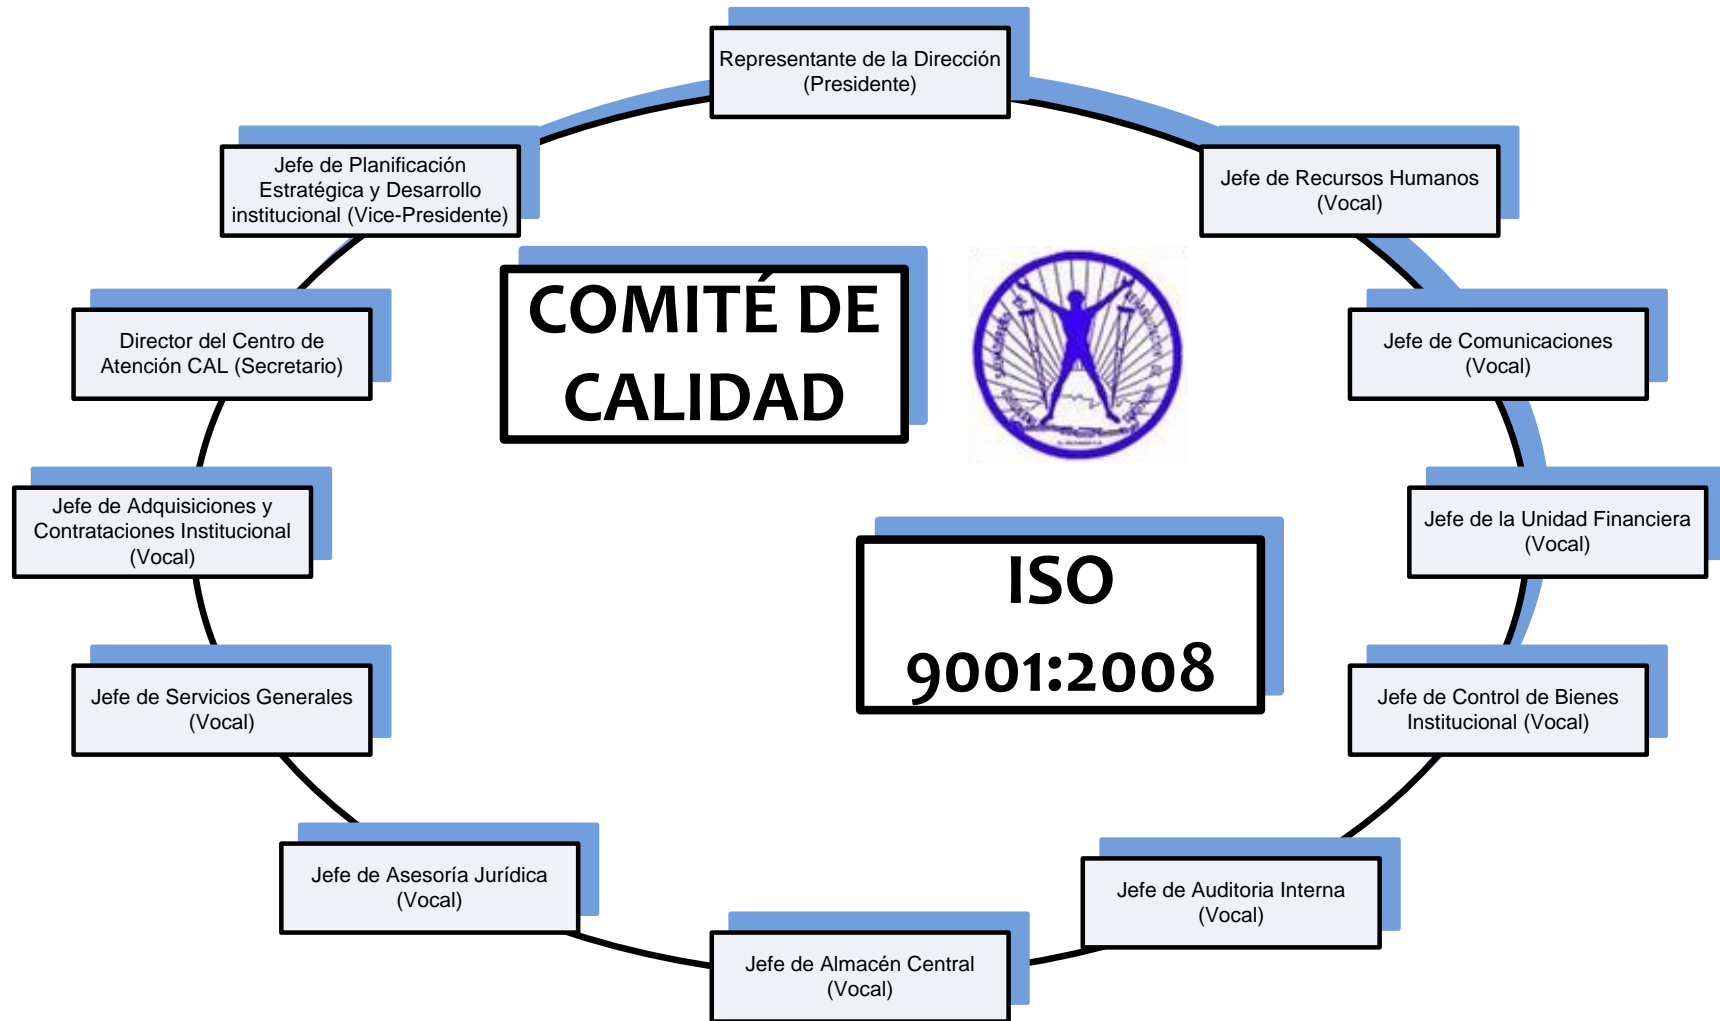 Representante de la Dirección
(Presidente)
Jefe de Recursos Humanos
(Vocal)
Jefe de Comunicaciones
(Vocal)
Jefe de la Unidad Financiera
(Vocal)
Jefe de Control de Bienes
Institucional (Vocal)
Jefe de Auditoria Interna
(Vocal)
Jefe de Almacén Central
(Vocal)
Jefe de Asesoría Jurídica
(Vocal)
Jefe de Servicios Generales
(Vocal)
Jefe de Adquisiciones y
Contrataciones Institucional
(Vocal)
Director del Centro de
Atención CAL (Secretario)
Jefe de Planificación
Estratégica y Desarrollo
institucional (Vice-Presidente)
COMITÉ DE
CALIDAD
ISO
9001:2008